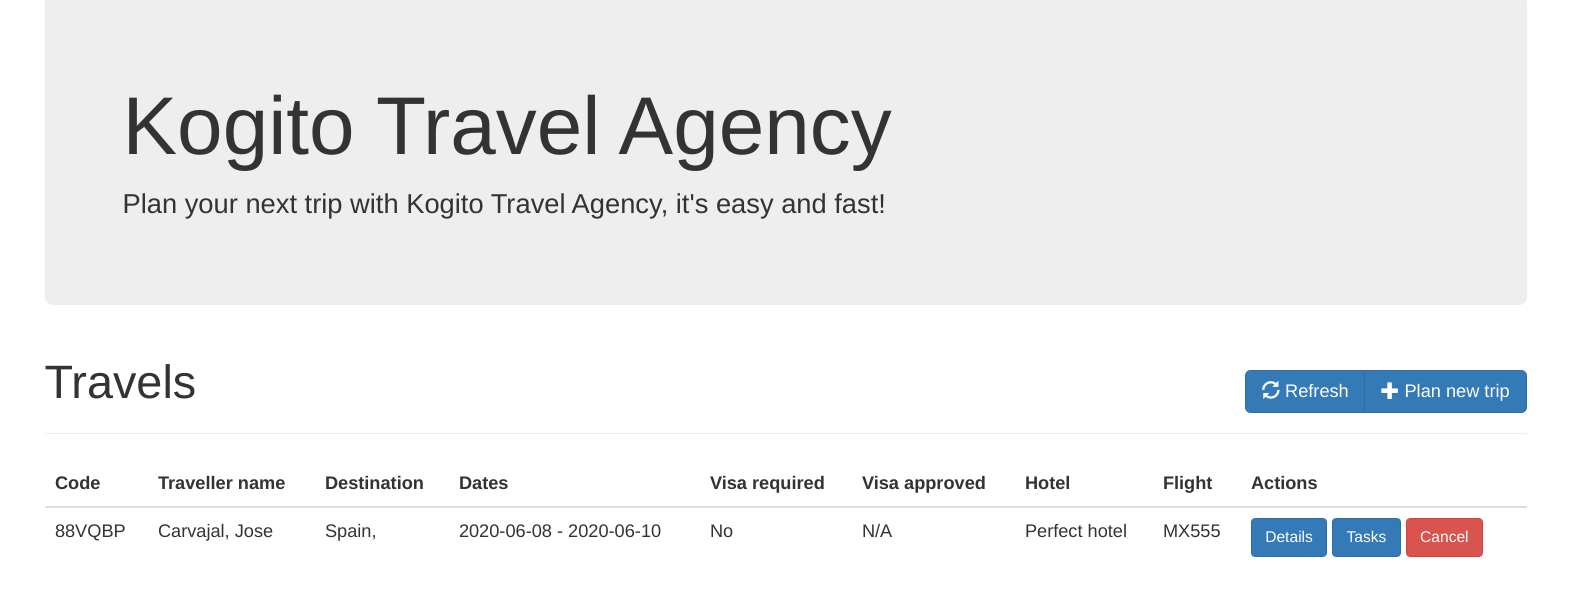 Kogito Travel Agency
Plan your next trip with Kogito Travel Agency, it's easy and fast!
Travels
Refresh Plan new trip
Code Traveller name Destination Dates Visa required Visa approved Hotel Flight Actions
88VQBP Carvajal, Jose Spain, 2020-06-08 - 2020-06-10 No N/A Perfect hotel MX555 Details Tasks Cancel